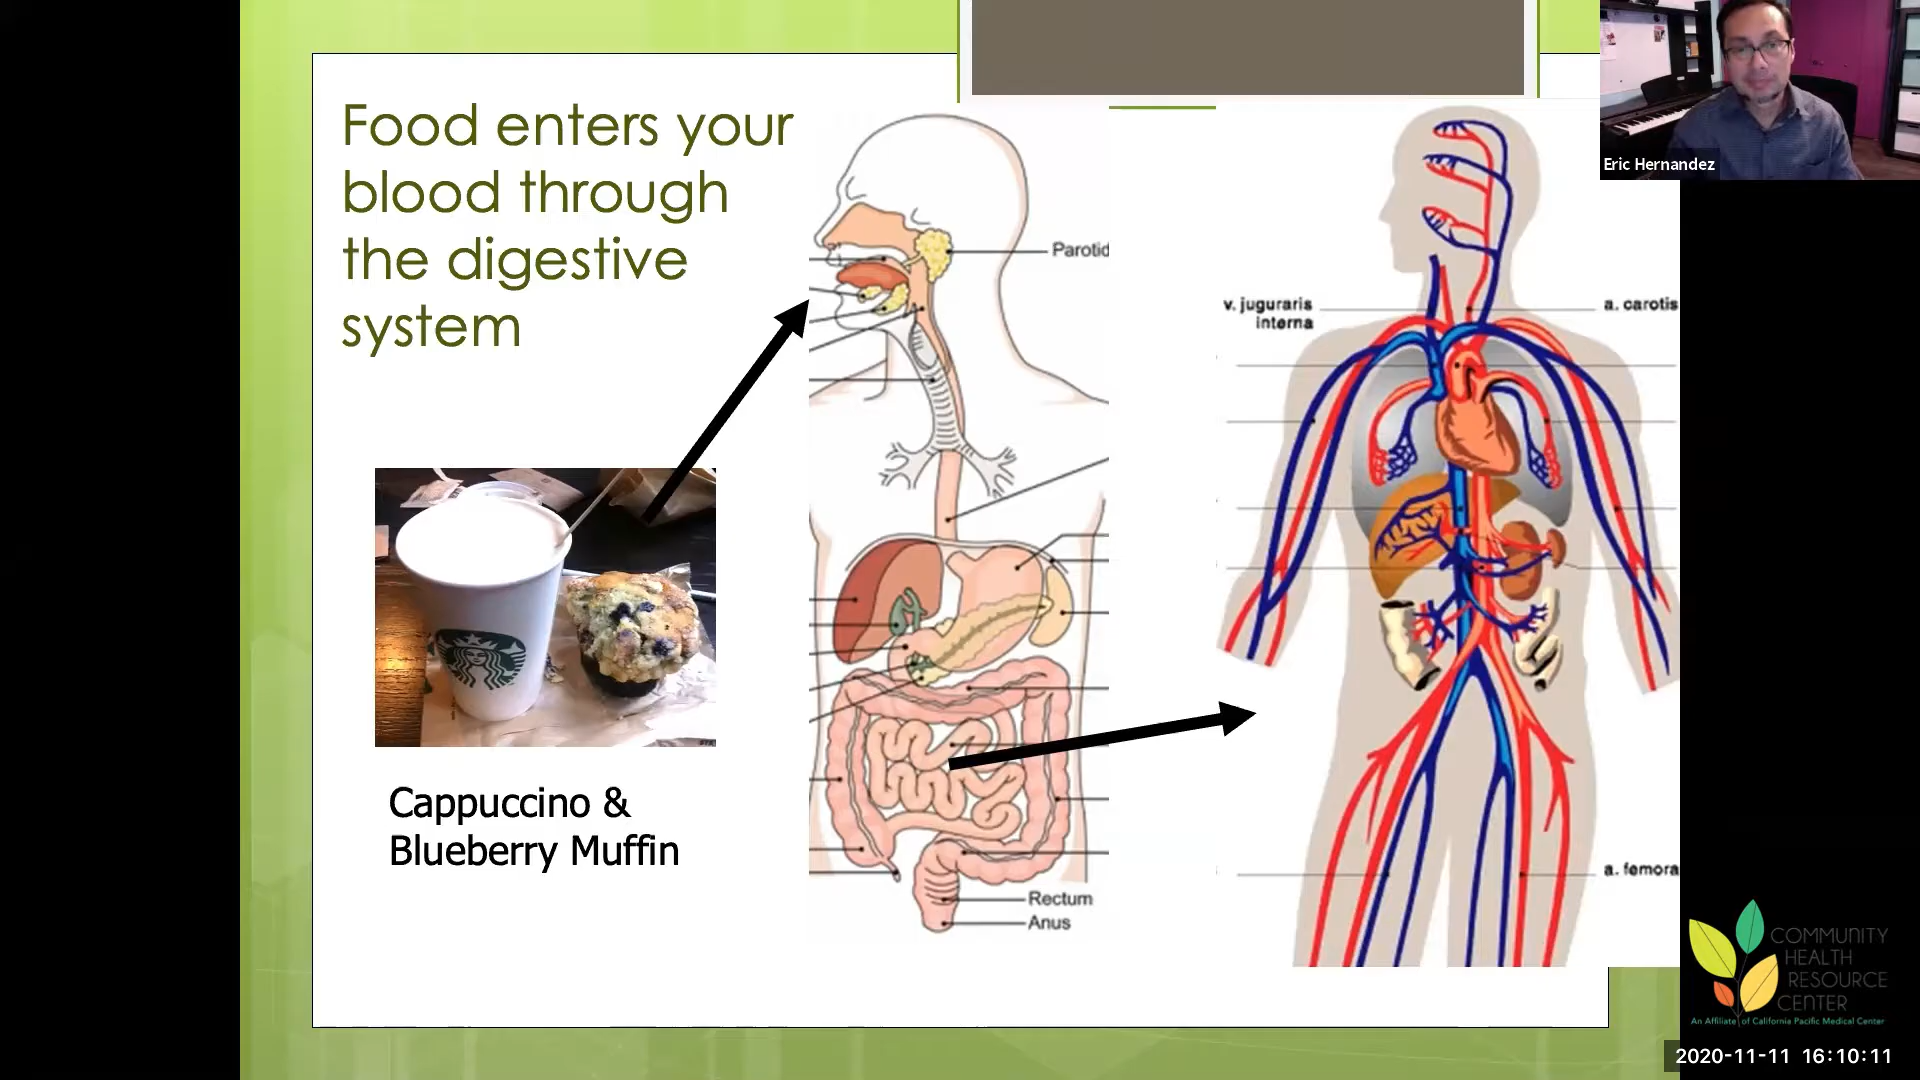 Food enters your
blood through
the digestive
system
Cappuccino &
Blueberry Muffin
Parotid
Rectum
Anus
v. juguraris
interna
a. carotis
a. femora
Eric Hernandez
COMMUNITY
HEALTH
RESOURCE
CENTER
An Affiliate of California Pacific Medical Center
2020-11-11 16:10:11